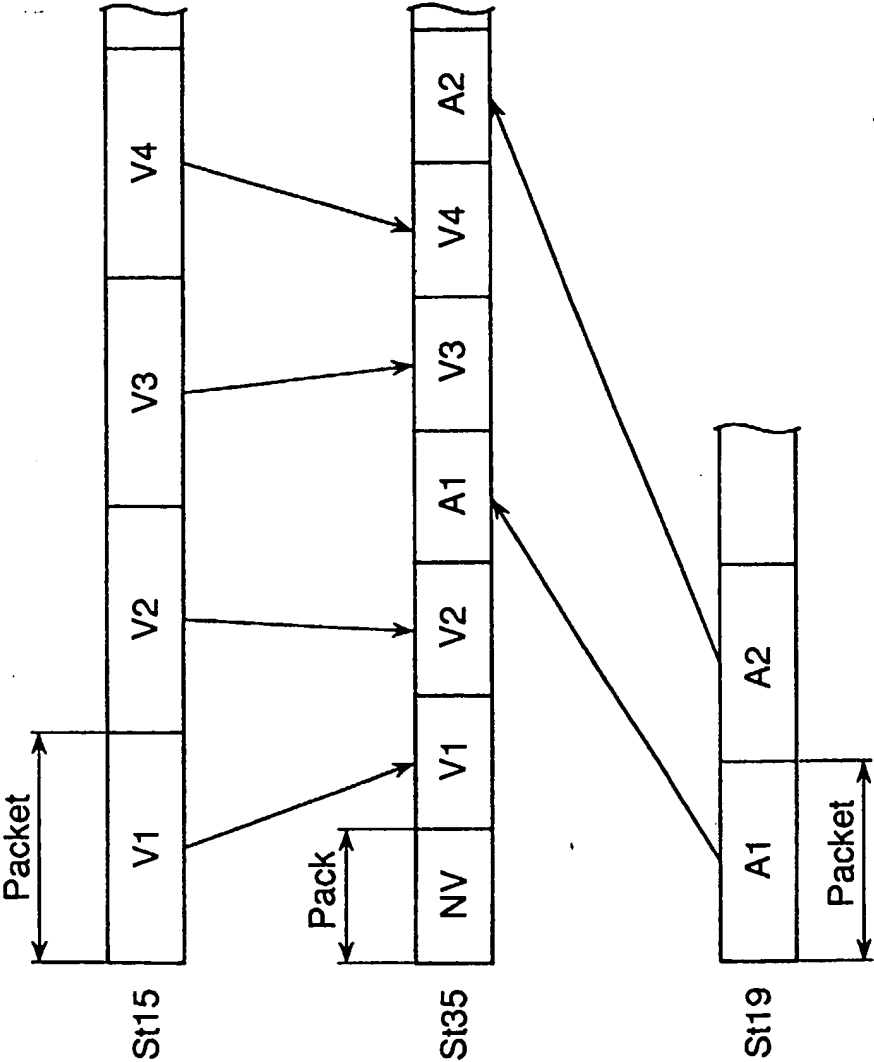 Packet
St15
V1
V2
V3
V4
Pack
St35
NV
V1
V2
A1
V3
V4
A2
St19
A1
A2
Packet